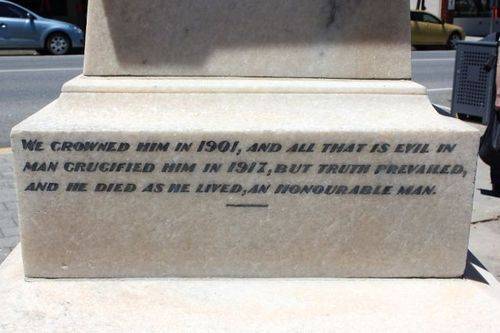 We crowned him in 1901, and all that is evil in
man crucified him in 1917, but truth prevailed,
and he died as he lived, an honourable man.